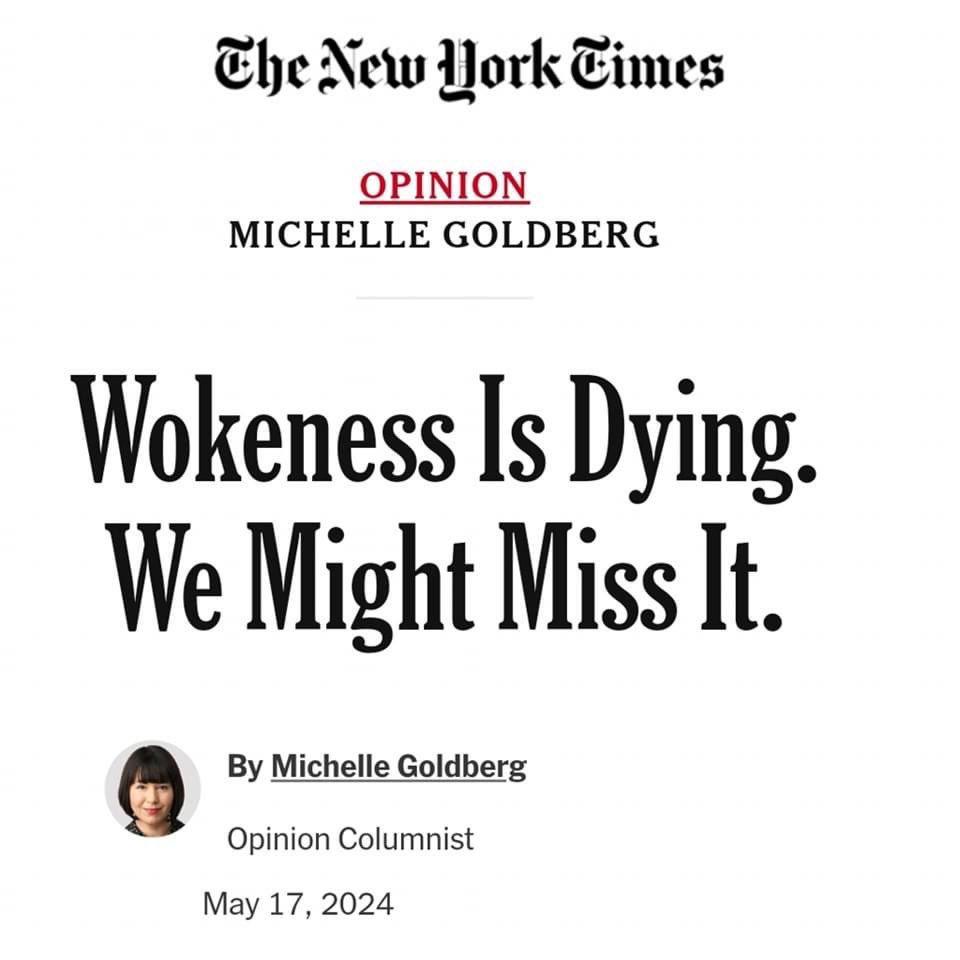 The New York Times
OPINION
MICHELLE GOLDBERG
Wokeness Is Dying.
We Might Miss It.
By Michelle Goldberg
Opinion Columnist
May 17, 2024